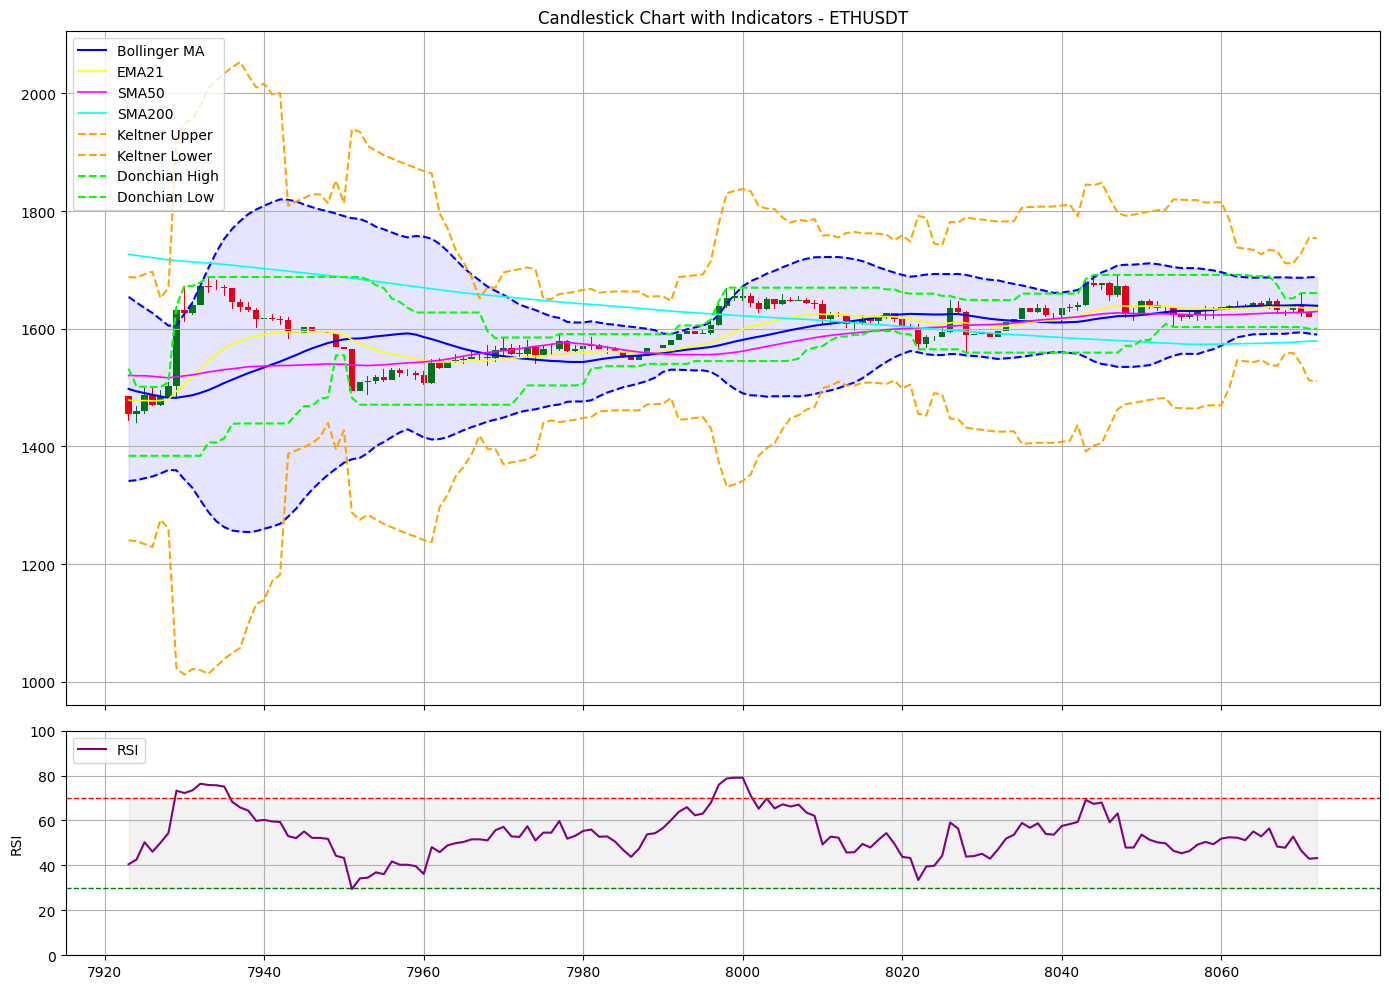 Candlestick Chart with Indicators - ETHUSDT
Bollinger MA
EMA21
SMA50
SMA200
Keltner Upper
Keltner Lower
Donchian High
Donchian Low
2000
1800
1600
1400
1200
1000
RSI
100
80
60
40
20
0
RSI
7920 7940 7960 7980 8000 8020 8040 8060